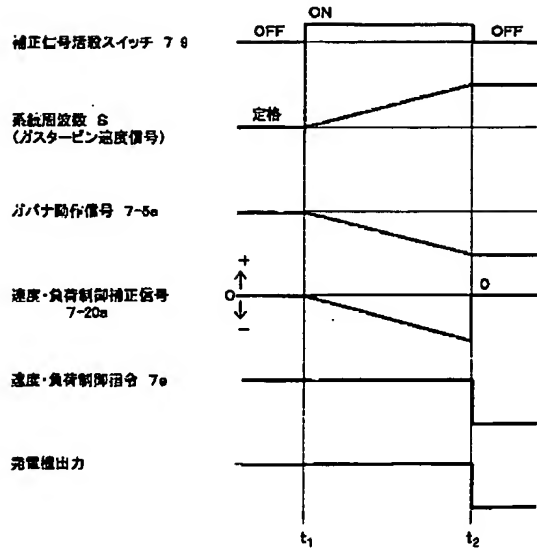 ON
OFF
OFF
補正信号活殺スイッチ 7 9
系統周波数 S
(ガスタービン速度信号)
定格
ガバナ動作信号 7-5a
速度・負荷制御補正信号
7-20a
+
0
−
0
速度・負荷制御指令 7e
発電機出力
t1
t2